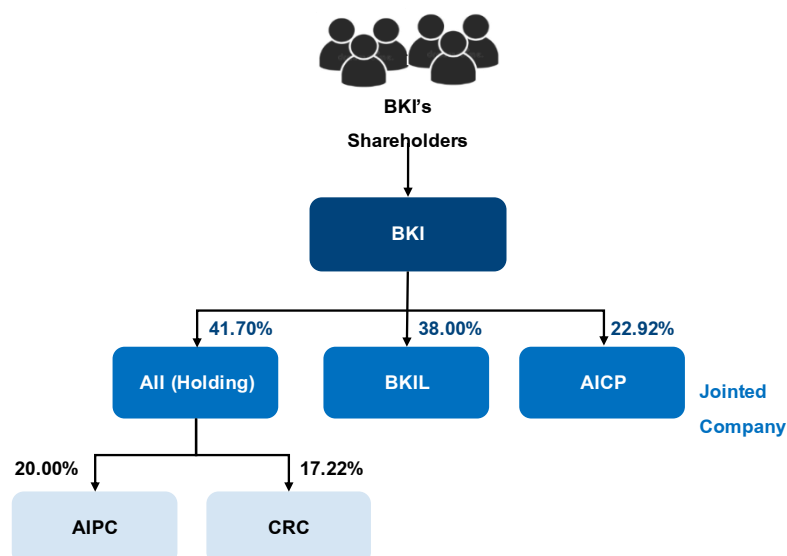 BKI's
Shareholders
BKI
41.70%
38.00%
22.92%
AII (Holding)
BKIL
AICP
Jointed
Company
20.00%
17.22%
AIPC
CRC